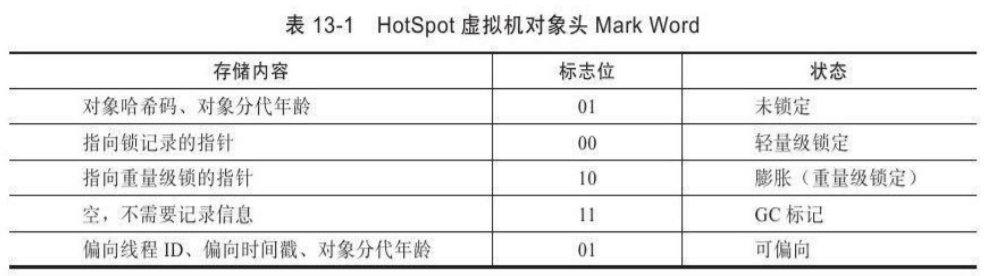 表 13-1 HotSpot 虚拟机对象头 Mark Word
存储内容 标志位 状态
对象哈希码、对象分代年龄 01 未锁定
指向锁记录的指针 00 轻量级锁定
指向重量级锁的指针 10 膨胀（重量级锁定）
空，不需要记录信息 11 GC 标记
偏向线程 ID、偏向时间戳、对象分代年龄 01 可偏向